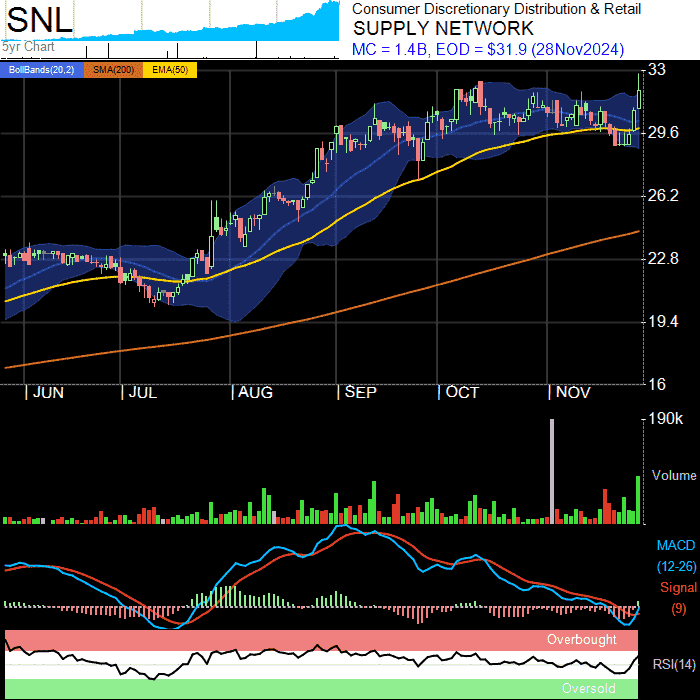 SNL
5yr Chart
Consumer Discretionary Distribution & Retail
SUPPLY NETWORK
MC = 1.4B, EOD = $31.9 (28Nov2024)
BollBands(20,2) SMA(200) EMA(50)
33
29.6
26.2
22.8
19.4
16
JUN JUL AUG SEP OCT NOV
190k
Volume
MACD
(12-26)
Signal
(9)
Overbought
RSI(14)
Oversold